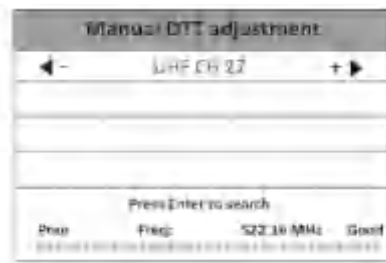 Manual DTT adjustment
◀ - UHF CH 27 + ▶
Press Enter to search
Poor Freq: 522.16 MHz Good